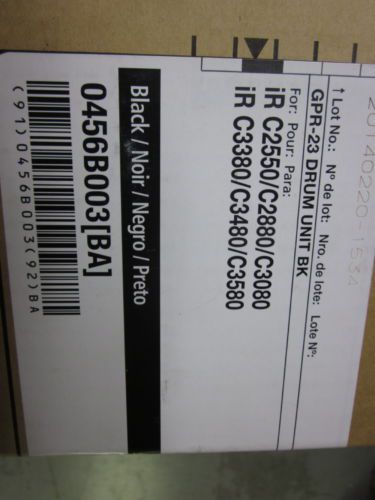 20140220-1534
↑ Lot No.: Nº de lot: Nro. de lote: Lote Nº:
GPR-23 DRUM UNIT BK
For: Pour: Para:
iR C2550/C2880/C3080
iR C3380/C3480/C3580
Black / Noir / Negro / Preto
0456B003[BA]
(91)0456B003(92)BA